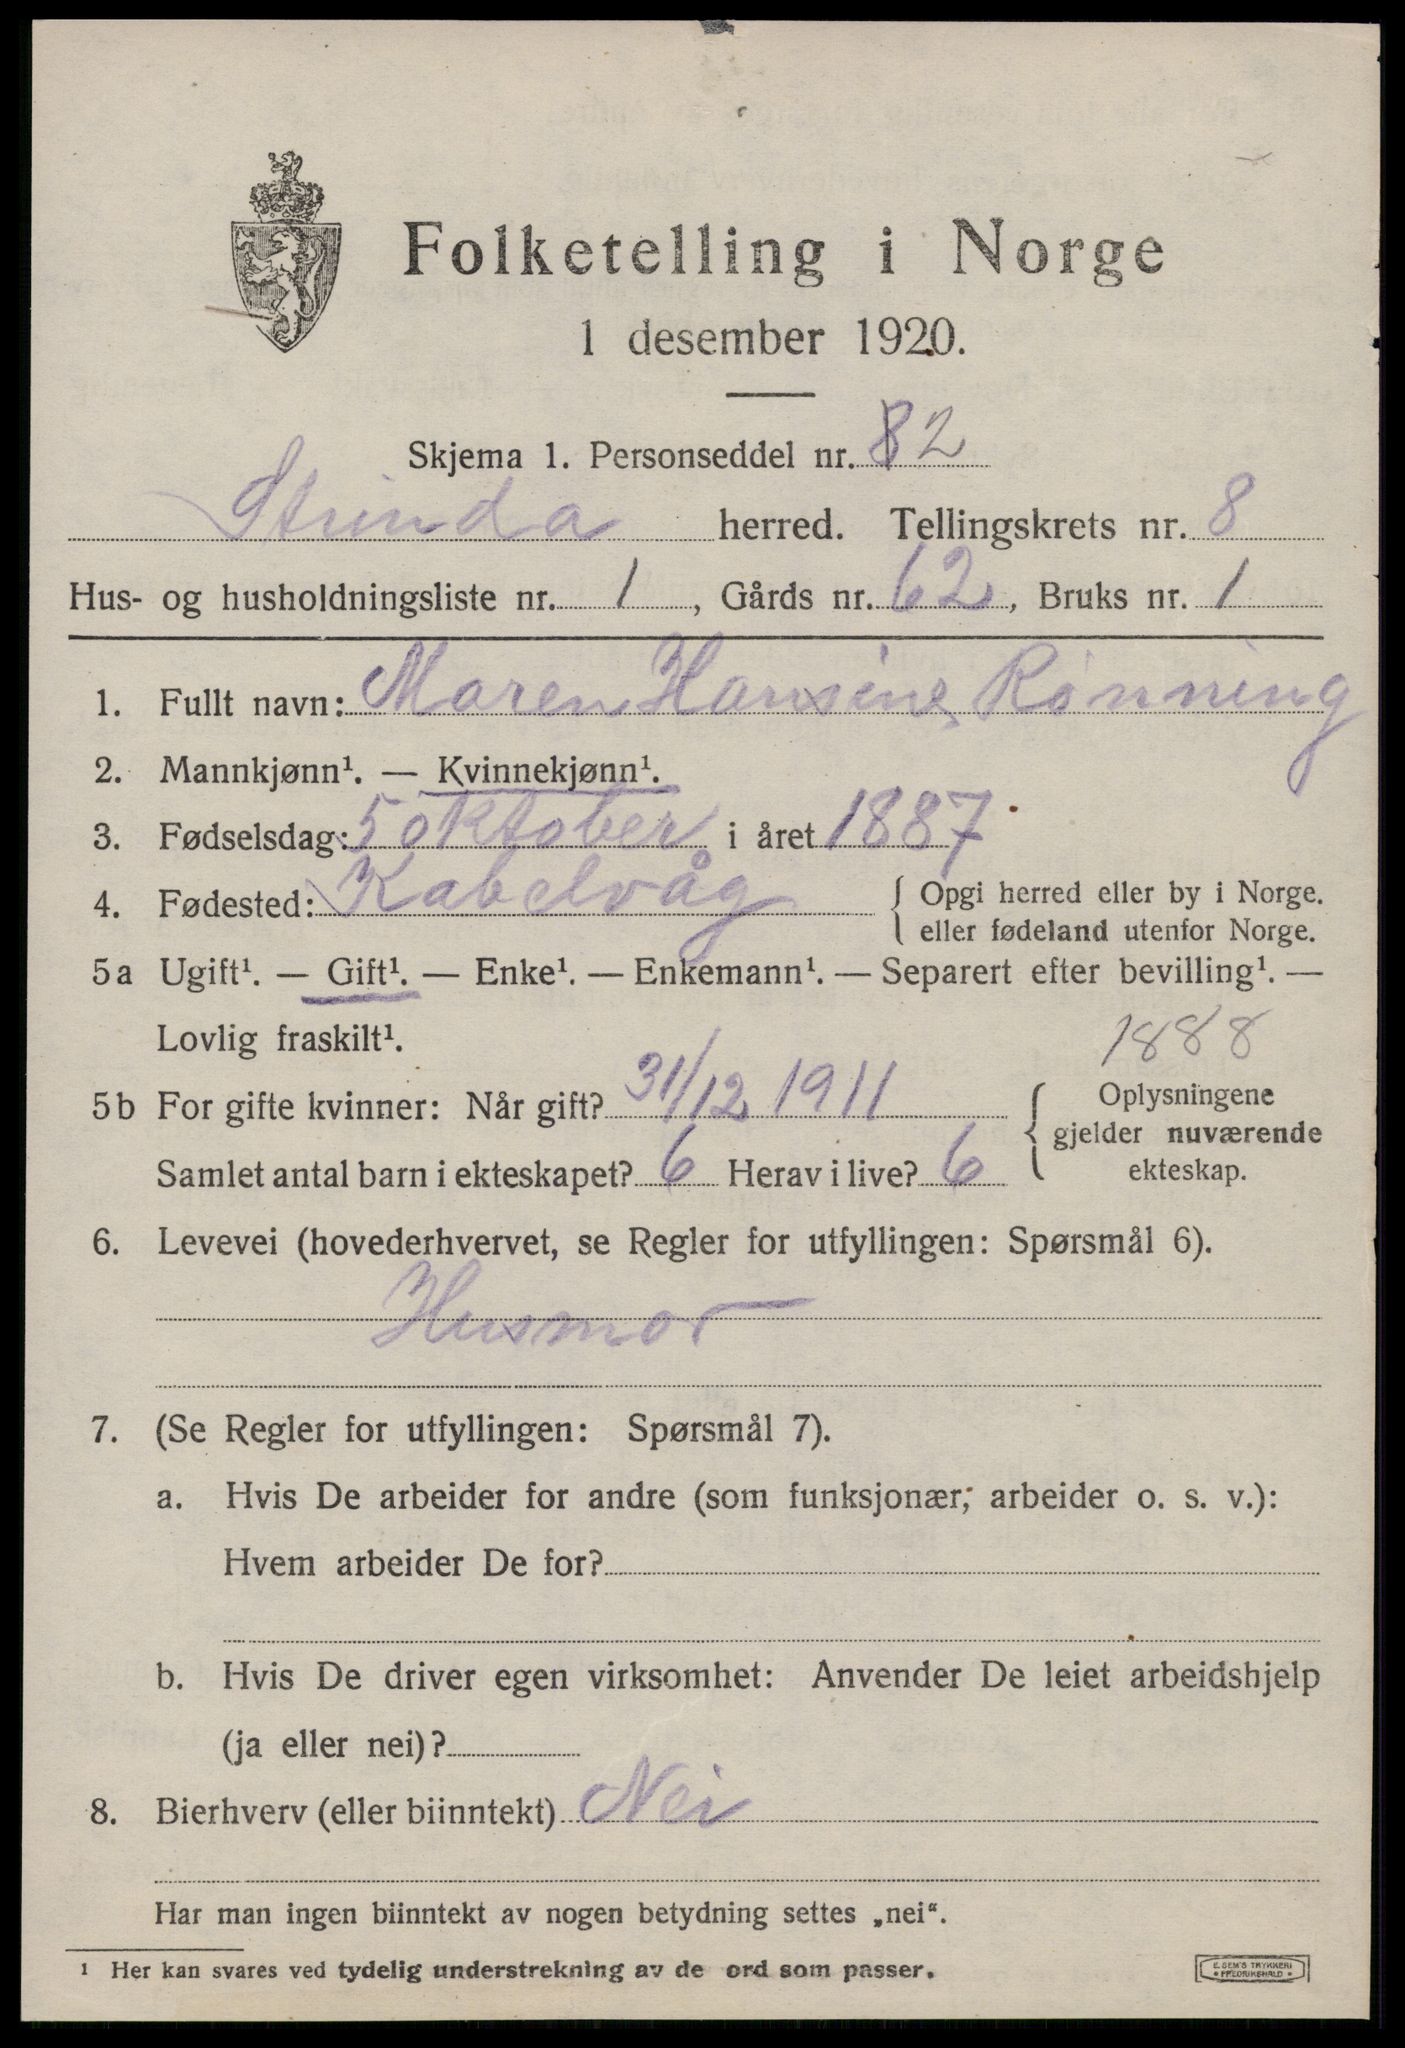 Folketelling i Norge
1 desember 1920.
Skjema 1. Personseddel nr. 82
Strinda herred. Tellingskrets nr. 8
Hus- og husholdningsliste nr. 1, Gårds nr. 62, Bruks nr. 1
1. Fullt navn: Maren Hansine Rønning
2. Mannkjønn¹. — Kvinnekjønn¹.
3. Fødselsdag: 5 oktober i året 1887
4. Fødested: Kabelvåg { Opgi herred eller by i Norge.
eller fødeland utenfor Norge.
5a Ugift¹. — Gift¹. — Enke¹. — Enkemann¹. — Separert efter bevilling¹. —
Lovlig fraskilt¹. 1888
5b For gifte kvinner: Når gift? 31/12 1911
Samlet antal barn i ekteskapet? 6 Herav i live? 6
{ Oplysningene
gjelder nuværende
ekteskap.
6. Levevei (hovederhvervet, se Regler for utfyllingen: Spørsmål 6).
Husmor
7. (Se Regler for utfyllingen: Spørsmål 7).
a. Hvis De arbeider for andre (som funksjonær, arbeider o. s. v.):
Hvem arbeider De for?
b. Hvis De driver egen virksomhet: Anvender De leiet arbeidshjelp
(ja eller nei)?
8. Bierhverv (eller biinntekt) Nei
Har man ingen biinntekt av nogen betydning settes „nei“.
¹ Her kan svares ved tydelig understrekning av de ord som passer.
E. SEM'S TRYKKERI
• FREDRIKSHALD •